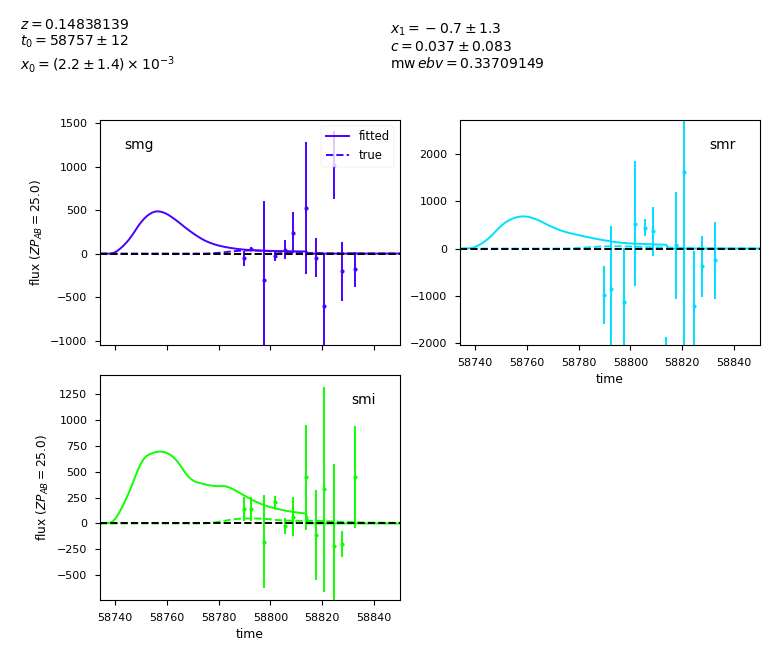 z = 0.14838139
t₀ = 58757 ± 12
x₀ = (2.2 ± 1.4) × 10⁻³
x₁ = −0.7 ± 1.3
c = 0.037 ± 0.083
mw ebv = 0.33709149
smg
fitted
true
1500
1000
500
0
−500
−1000
flux (ZP_AB = 25.0)
smr
2000
1000
0
−1000
−2000
58740 58760 58780 58800 58820 58840
time
smi
1250
1000
750
500
250
0
−250
−500
flux (ZP_AB = 25.0)
58740 58760 58780 58800 58820 58840
time